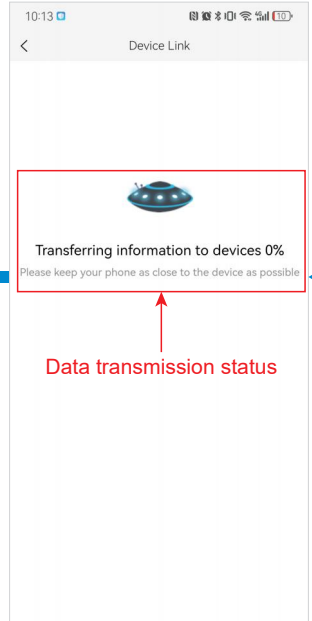 10:13
4G
10
Device Link
Transferring information to devices 0%
Please keep your phone as close to the device as possible
Data transmission status